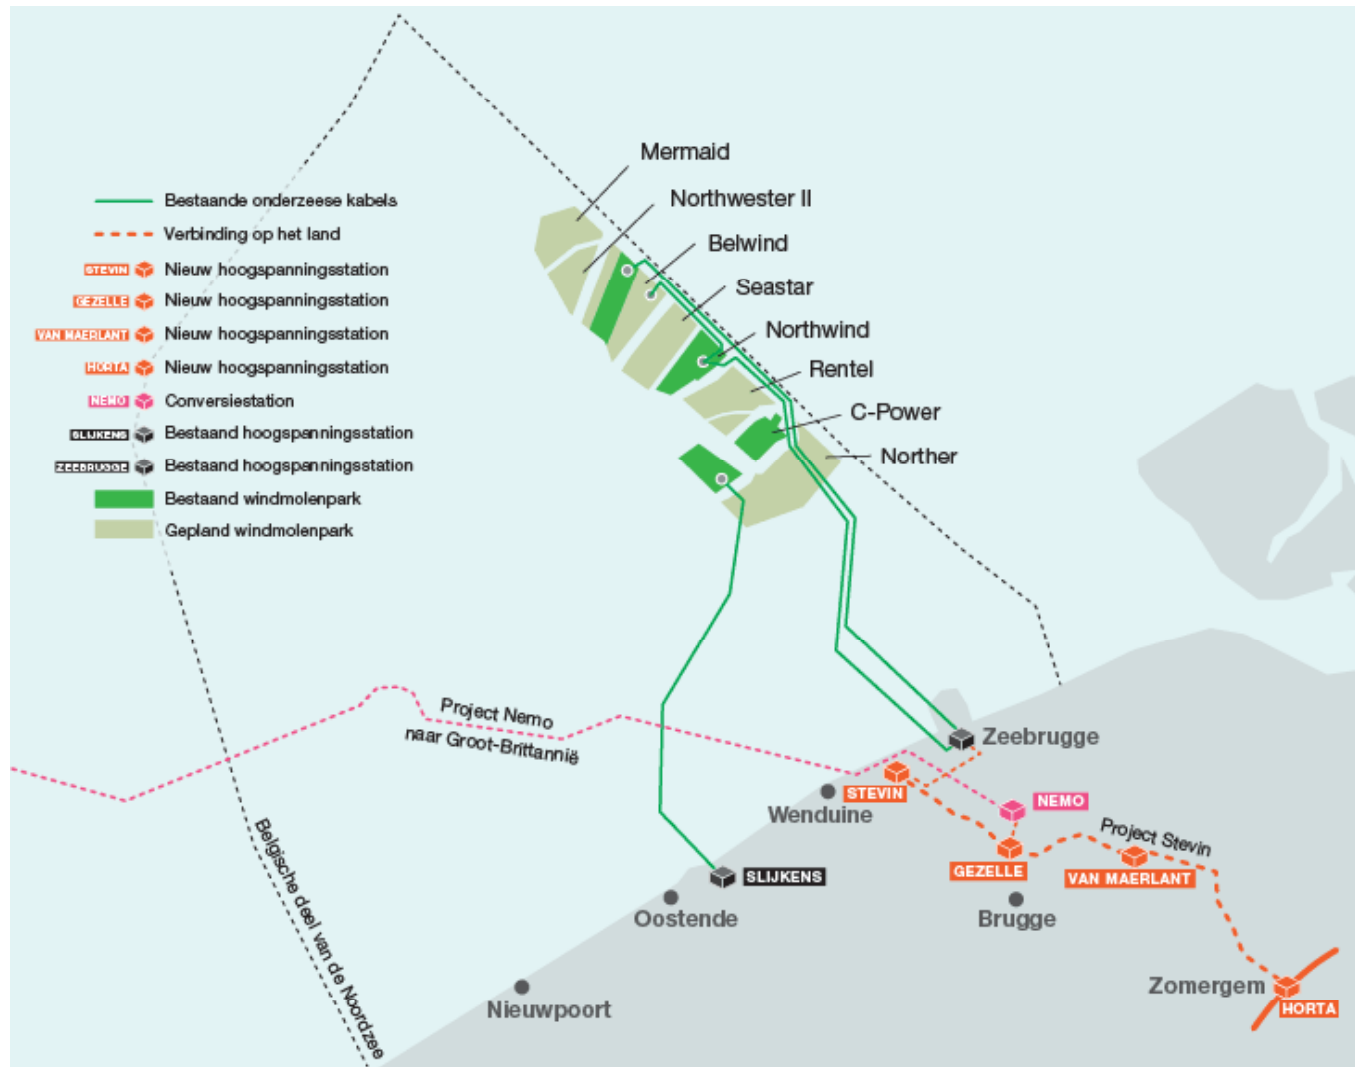 Mermaid
Northwester II
Belwind
Seastar
Northwind
Rentel
C-Power
Norther
Bestaande onderzeese kabels
Verbinding op het land
STEVIN Nieuw hoogspanningsstation
GEZELLE Nieuw hoogspanningsstation
VAN MAERLANT Nieuw hoogspanningsstation
HORTA Nieuw hoogspanningsstation
NEMO Conversiestation
SLIJKENS Bestaand hoogspanningsstation
ZEEBRUGGE Bestaand hoogspanningsstation
Bestaand windmolenpark
Gepland windmolenpark
Project Nemo
naar Groot-Brittannië
Belgische deel van de Noordzee
Zeebrugge
STEVIN
Wenduine
NEMO
Project Stevin
GEZELLE
VAN MAERLANT
SLIJKENS
Oostende
Brugge
Zomergem
HORTA
Nieuwpoort